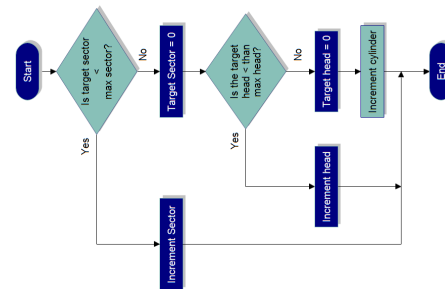 Start
Is target sector
<
max sector?
No
Yes
Target Sector = 0
Increment Sector
Is the target
head < than
max head?
No
Yes
Target head = 0
Increment head
Increment cylinder
End